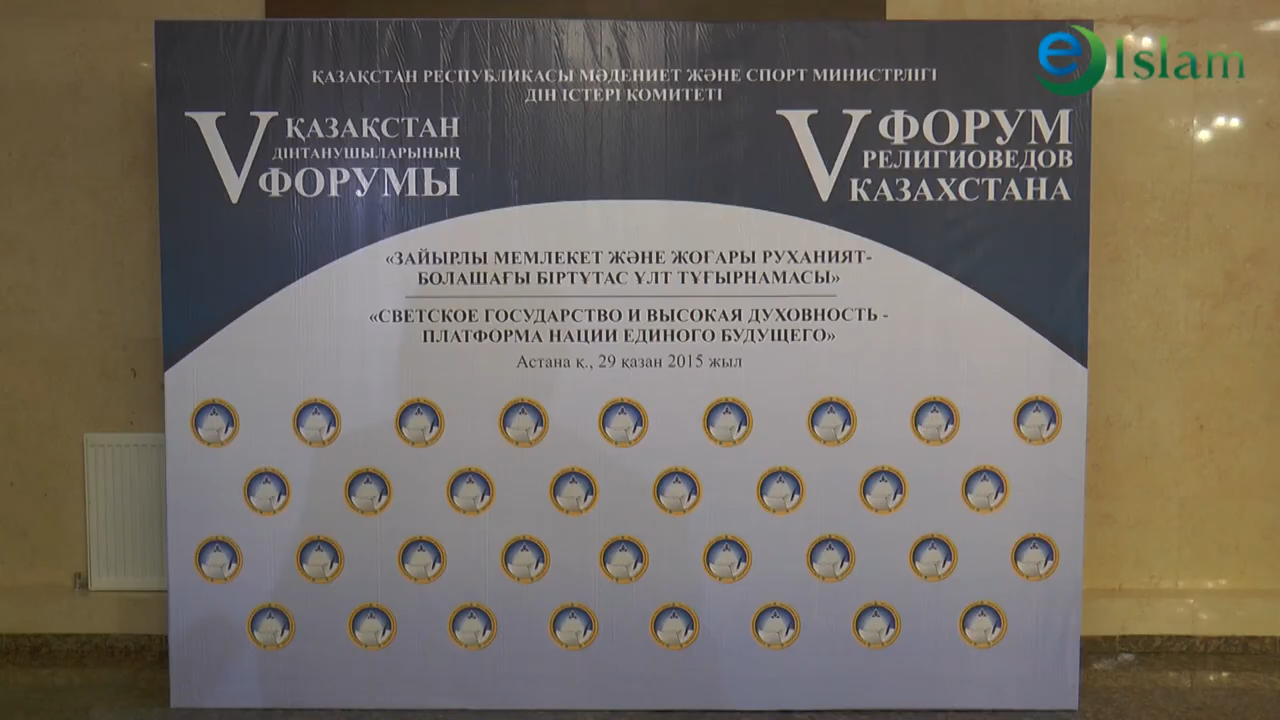 ҚАЗАҚСТАН РЕСПУБЛИКАСЫ МӘДЕНИЕТ ЖӘНЕ СПОРТ МИНИСТРЛІГІ
ДІН ІСТЕРІ КОМИТЕТІ
V ҚАЗАҚСТАН
ДІНТАНУШЫЛАРЫНЫҢ
ФОРУМЫ
V ФОРУМ
РЕЛИГИОВЕДОВ
КАЗАХСТАНА
«ЗАЙЫРЛЫ МЕМЛЕКЕТ ЖӘНЕ ЖОҒАРЫ РУХАНИЯТ-
БОЛАШАҒЫ БІРТҰТАС ҰЛТ ТҰҒЫРНАМАСЫ»
«СВЕТСКОЕ ГОСУДАРСТВО И ВЫСОКАЯ ДУХОВНОСТЬ -
ПЛАТФОРМА НАЦИИ ЕДИНОГО БУДУЩЕГО»
Астана қ., 29 қазан 2015 жыл
e Islam